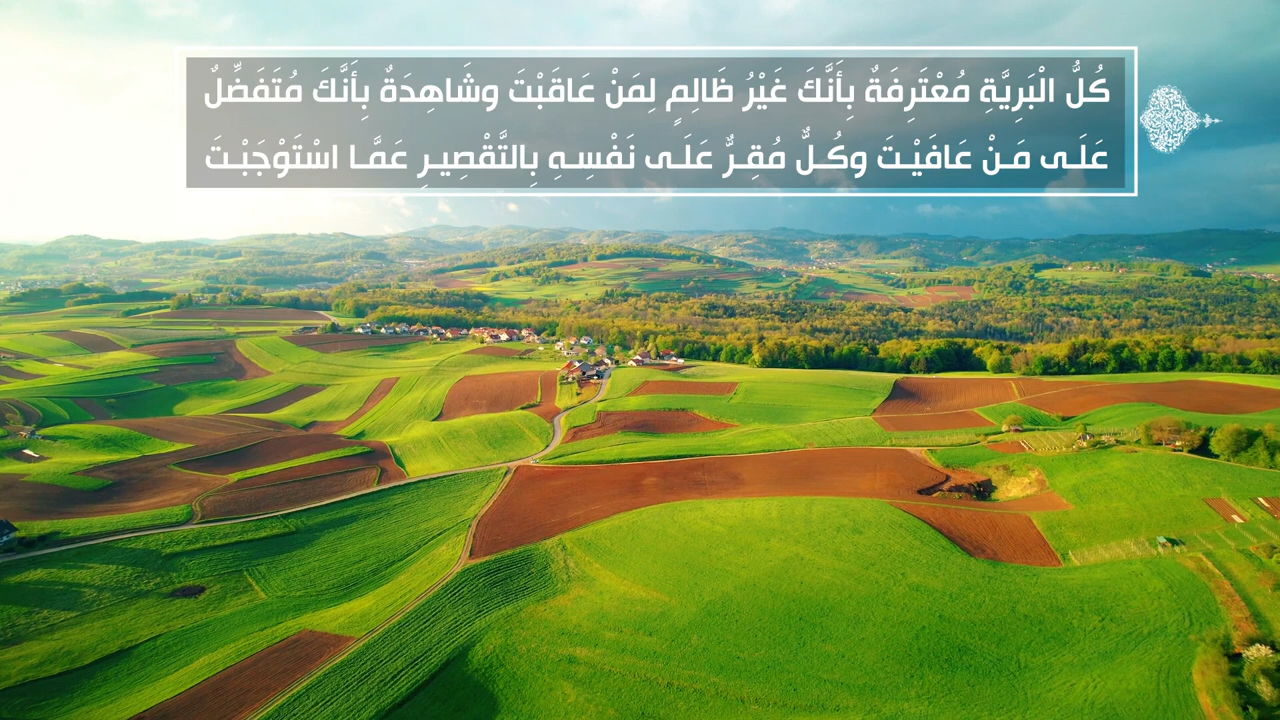 كُلُّ الْبَرِيَّةِ مُعْتَرِفَةٌ بِأَنَّكَ غَيْرُ ظَالِمٍ لِمَنْ عَاقَبْتَ وشَاهِدَةٌ بِأَنَّكَ مُتَفَضِّلٌ
عَلَى مَنْ عَافَيْتَ وكُلٌّ مُقِرٌّ عَلَى نَفْسِهِ بِالتَّقْصِيرِ عَمَّا اسْتَوْجَبْتَ